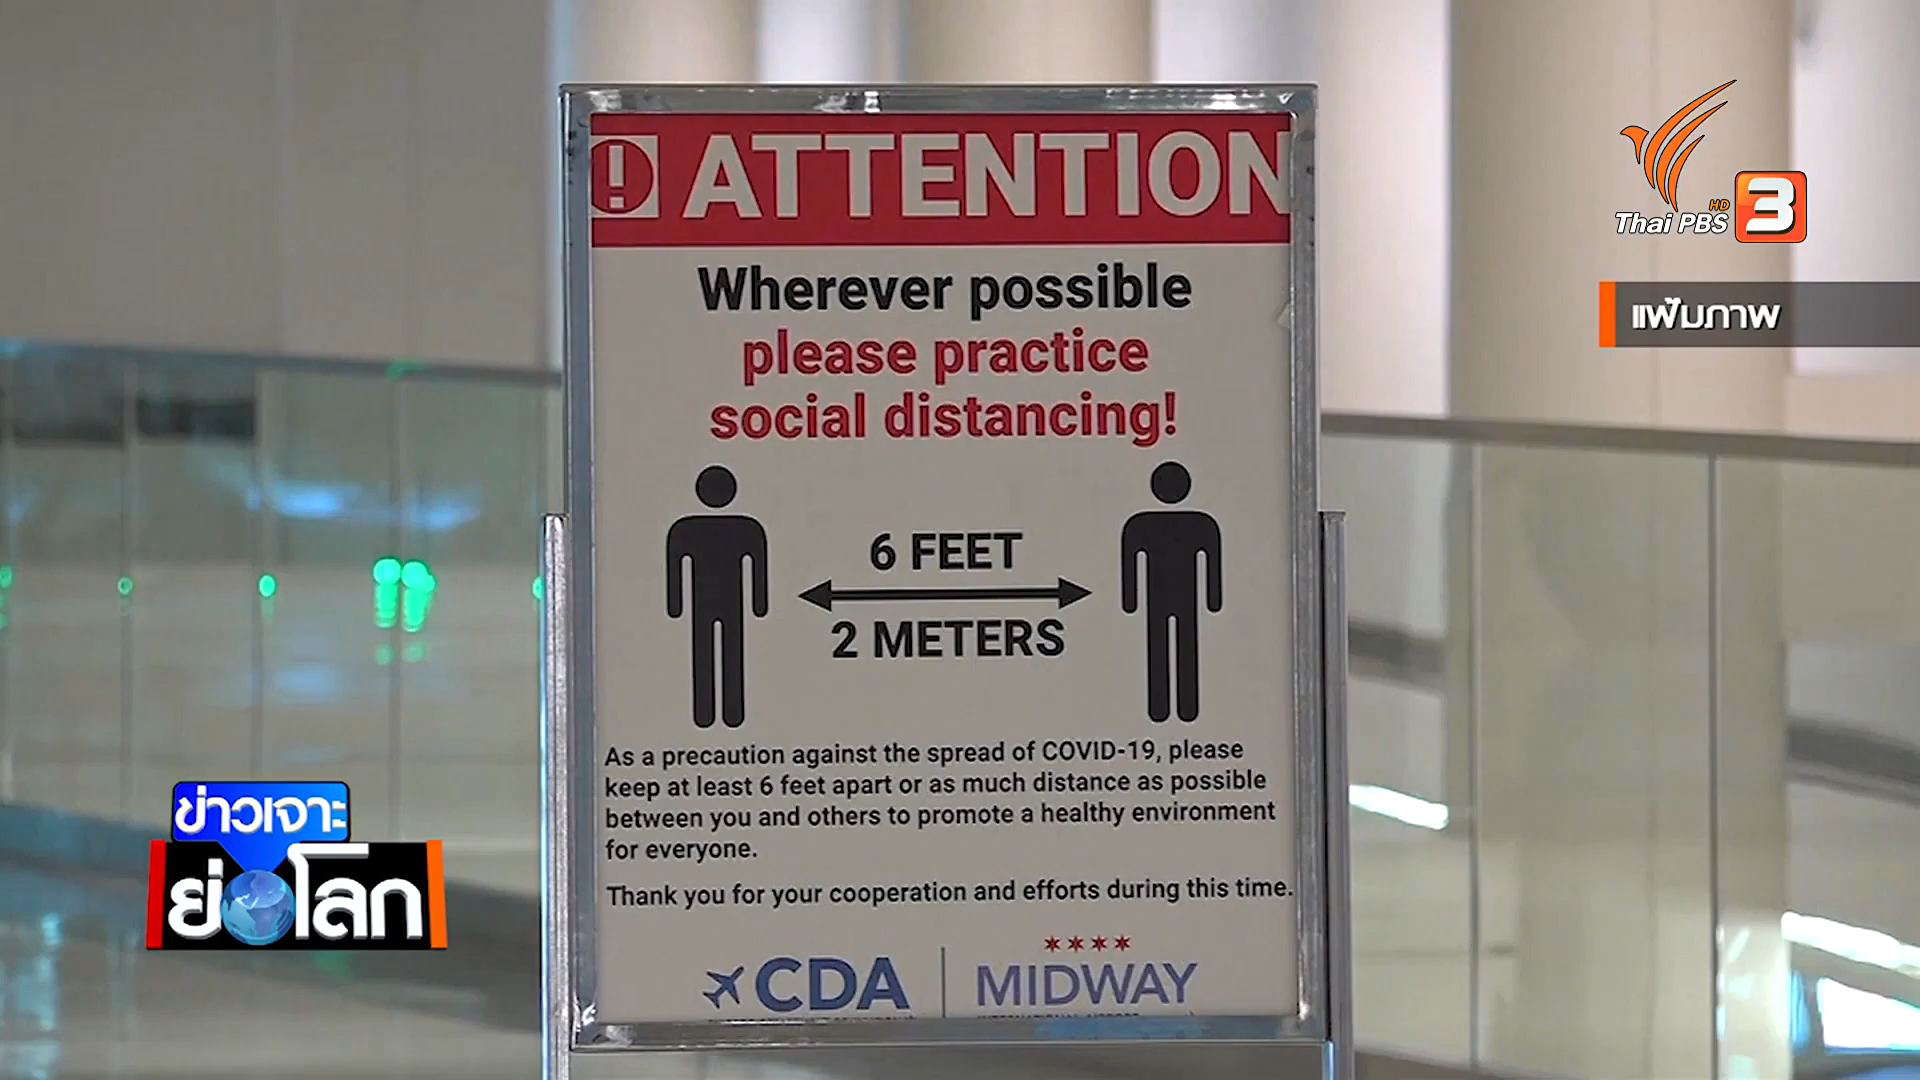 ATTENTION
Wherever possible
please practice
social distancing!
6 FEET
2 METERS
As a precaution against the spread of COVID-19, please
keep at least 6 feet apart or as much distance as possible
between you and others to promote a healthy environment
for everyone.
Thank you for your cooperation and efforts during this time.
CDA
MIDWAY
HD
Thai PBS 3
แฟ้มภาพ
ข่าวเจาะ
ย่อโลก